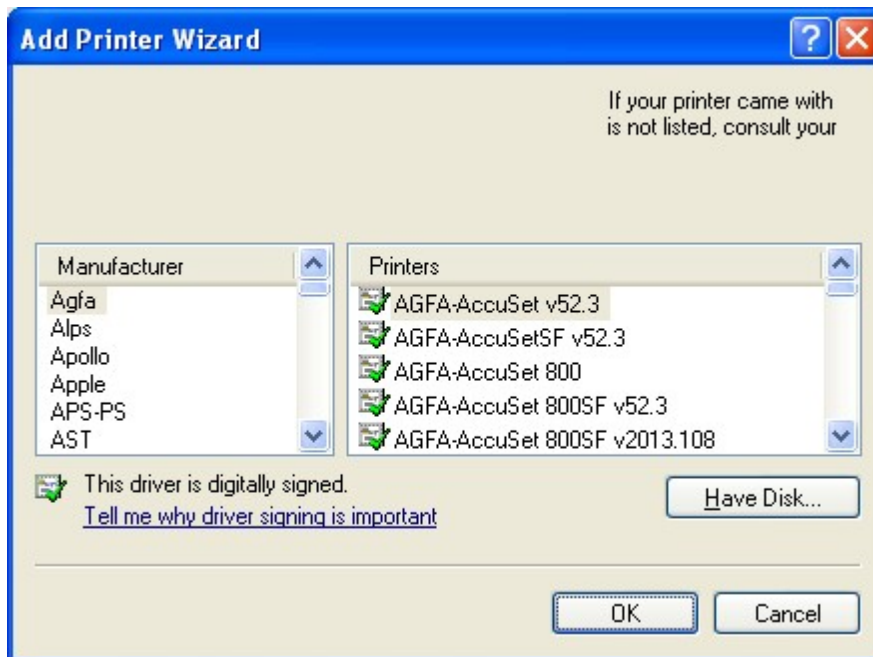 Add Printer Wizard
If your printer came with
is not listed, consult your
Manufacturer
Agfa
Alps
Apollo
Apple
APS-PS
AST
Printers
AGFA-AccuSet v52.3
AGFA-AccuSetSF v52.3
AGFA-AccuSet 800
AGFA-AccuSet 800SF v52.3
AGFA-AccuSet 800SF v2013.108
This driver is digitally signed.
Tell me why driver signing is important
Have Disk...
OK
Cancel